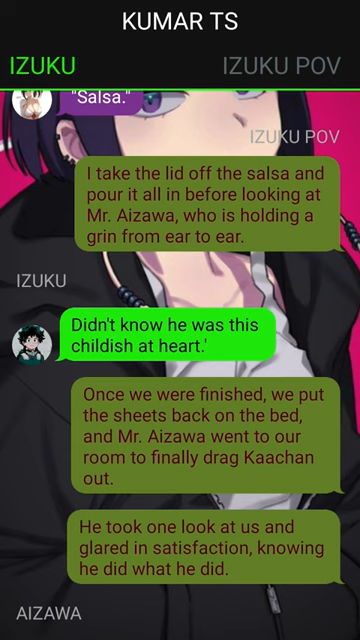 KUMAR TS
IZUKU
IZUKU POV
"Salsa."
IZUKU POV
I take the lid off the salsa and
pour it all in before looking at
Mr. Aizawa, who is holding a
grin from ear to ear.
IZUKU
Didn't know he was this
childish at heart.'
Once we were finished, we put
the sheets back on the bed,
and Mr. Aizawa went to our
room to finally drag Kaachan
out.
He took one look at us and
glared in satisfaction, knowing
he did what he did.
AIZAWA